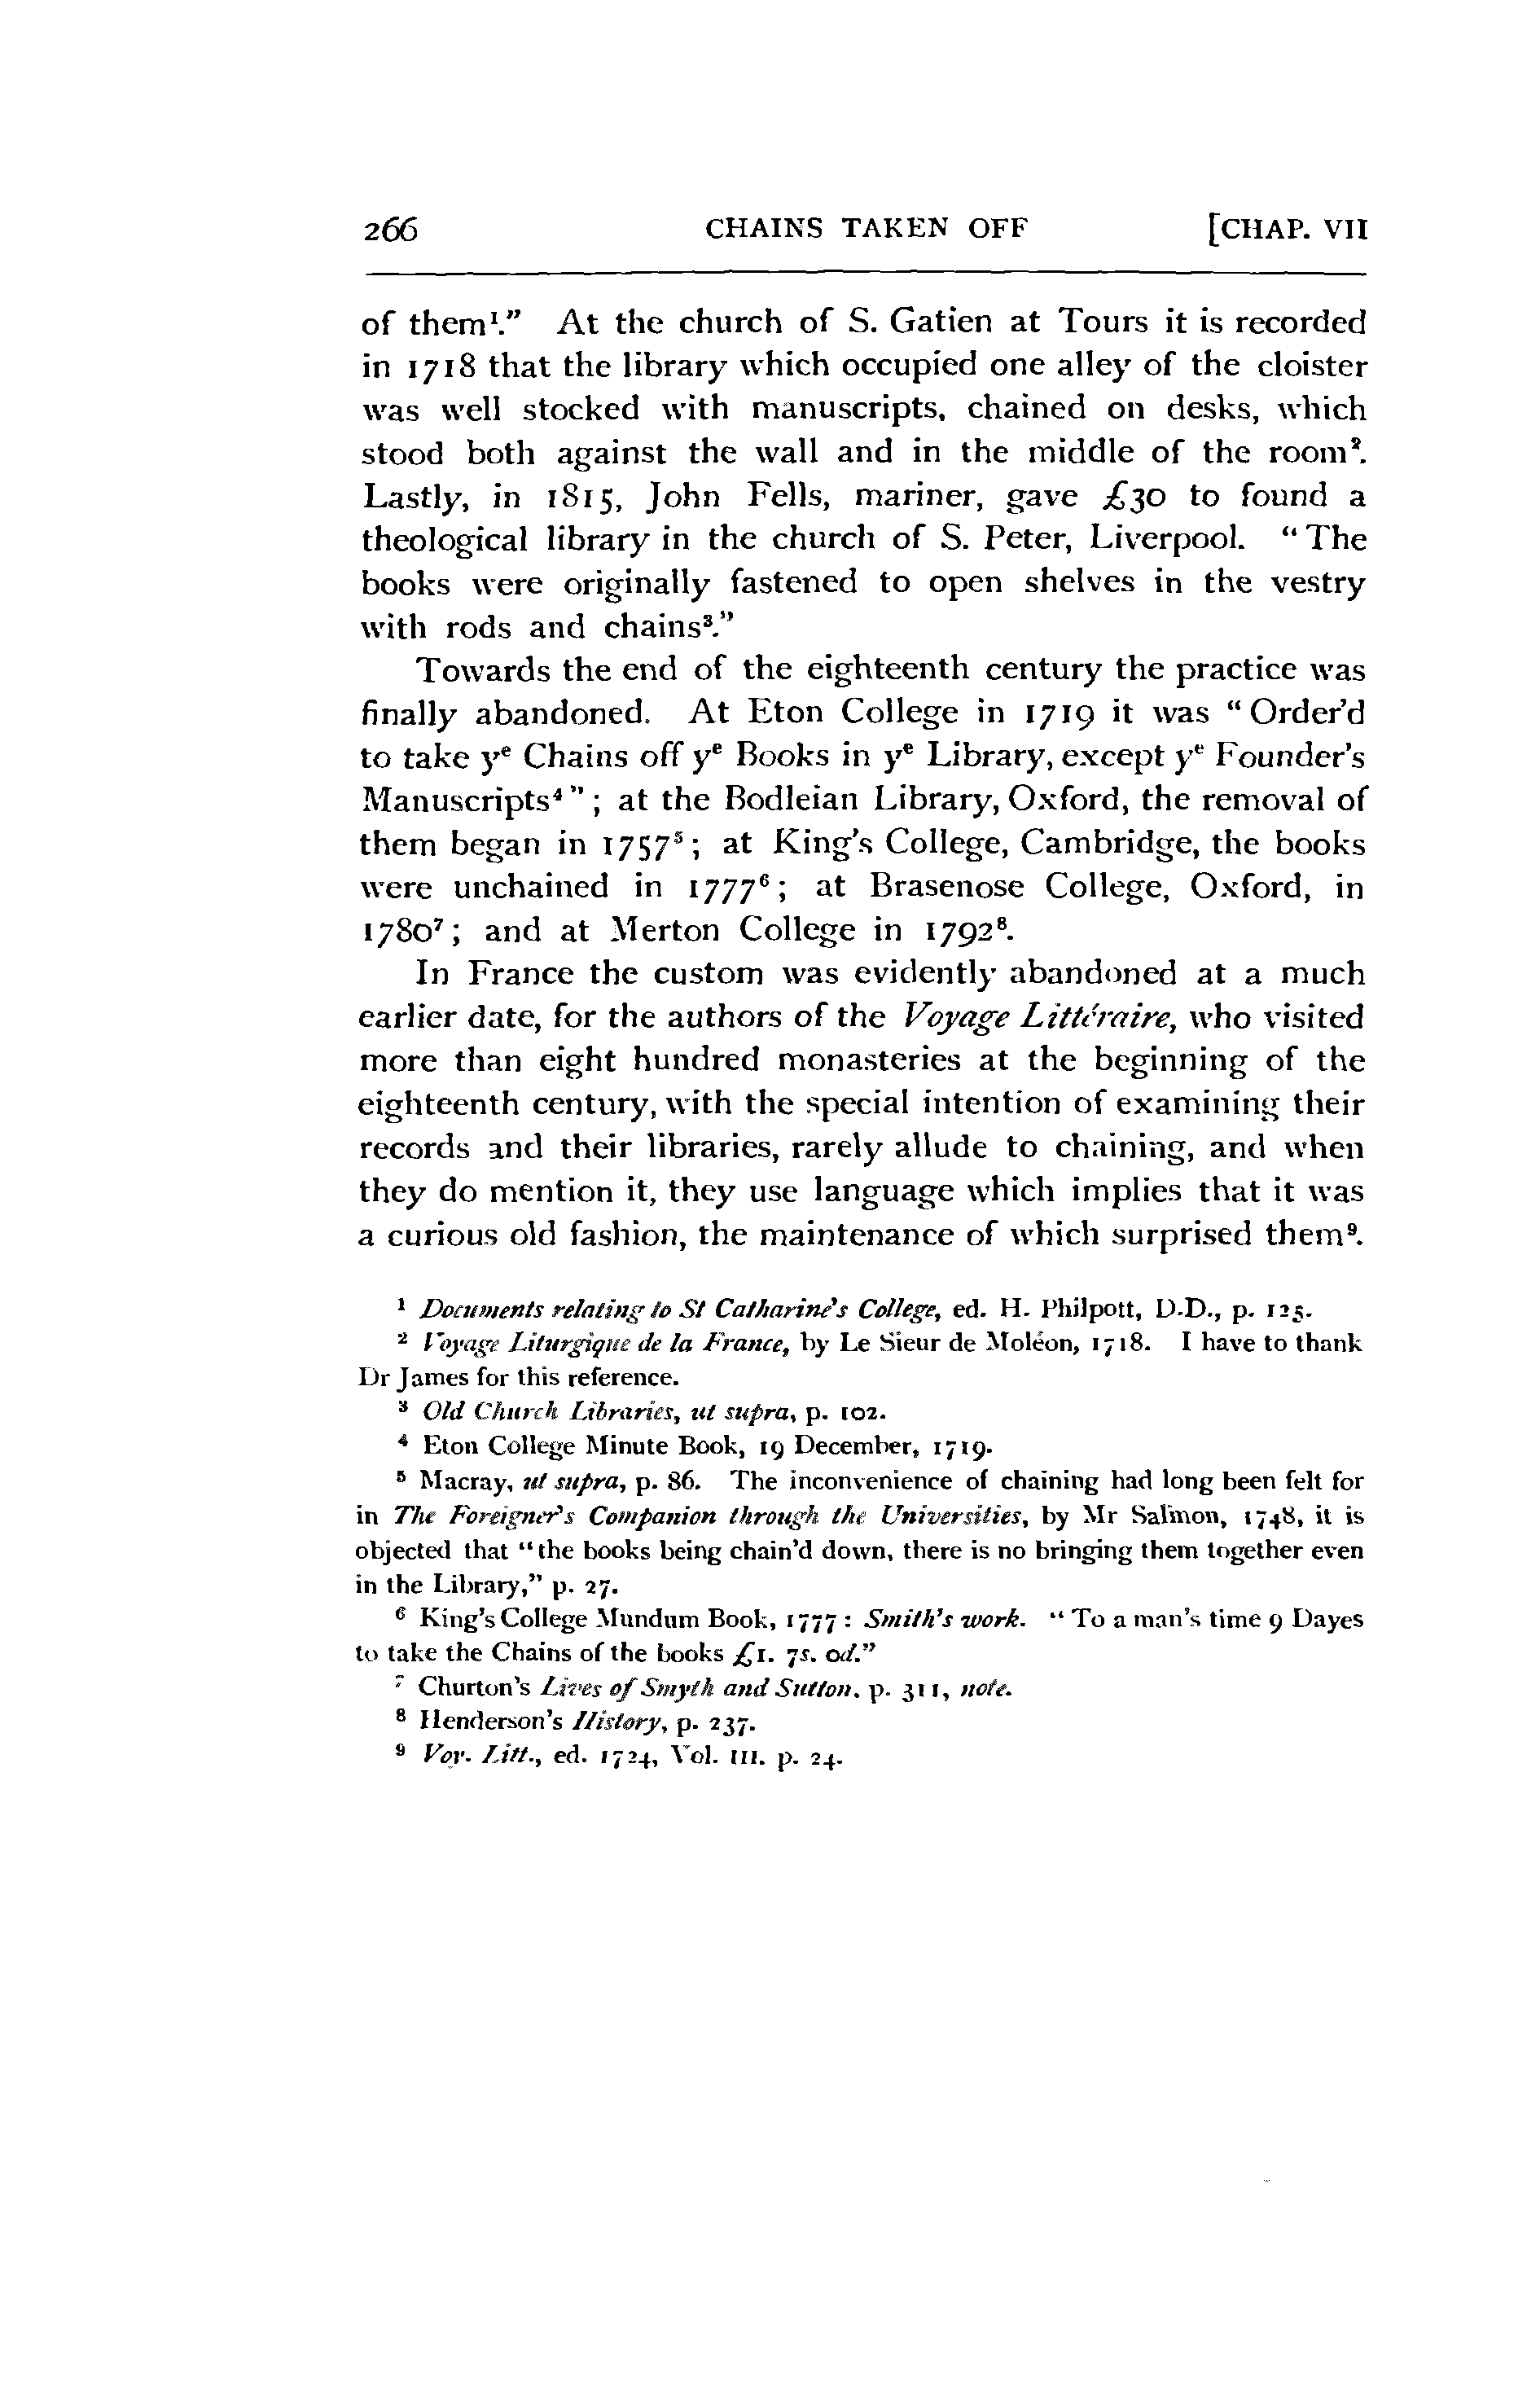 266 CHAINS TAKEN OFF [CHAP. VII
of them¹." At the church of S. Gatien at Tours it is recorded
in 1718 that the library which occupied one alley of the cloister
was well stocked with manuscripts, chained on desks, which
stood both against the wall and in the middle of the room².
Lastly, in 1815, John Fells, mariner, gave £30 to found a
theological library in the church of S. Peter, Liverpool. "The
books were originally fastened to open shelves in the vestry
with rods and chains³."
Towards the end of the eighteenth century the practice was
finally abandoned. At Eton College in 1719 it was "Order'd
to take yᵉ Chains off yᵉ Books in yᵉ Library, except yᵉ Founder's
Manuscripts⁴"; at the Bodleian Library, Oxford, the removal of
them began in 1757⁵; at King's College, Cambridge, the books
were unchained in 1777⁶; at Brasenose College, Oxford, in
1780⁷; and at Merton College in 1792⁸.
In France the custom was evidently abandoned at a much
earlier date, for the authors of the Voyage Littéraire, who visited
more than eight hundred monasteries at the beginning of the
eighteenth century, with the special intention of examining their
records and their libraries, rarely allude to chaining, and when
they do mention it, they use language which implies that it was
a curious old fashion, the maintenance of which surprised them⁹.
¹ Documents relating to St Catharine's College, ed. H. Philpott, D.D., p. 125.
² Voyage Liturgique de la France, by Le Sieur de Moléon, 1718. I have to thank
Dr James for this reference.
³ Old Church Libraries, ut supra, p. 102.
⁴ Eton College Minute Book, 19 December, 1719.
⁵ Macray, ut supra, p. 86. The inconvenience of chaining had long been felt for
in The Foreigner's Companion through the Universities, by Mr Salmon, 1748, it is
objected that "the books being chain'd down, there is no bringing them together even
in the Library," p. 27.
⁶ King's College Mundum Book, 1777: Smith's work. "To a man's time 9 Dayes
to take the Chains of the books £1. 7s. 0d."
⁷ Churton's Lives of Smyth and Sutton, p. 311, note.
⁸ Henderson's History, p. 237.
⁹ Voy. Litt., ed. 1724, Vol. III. p. 24.